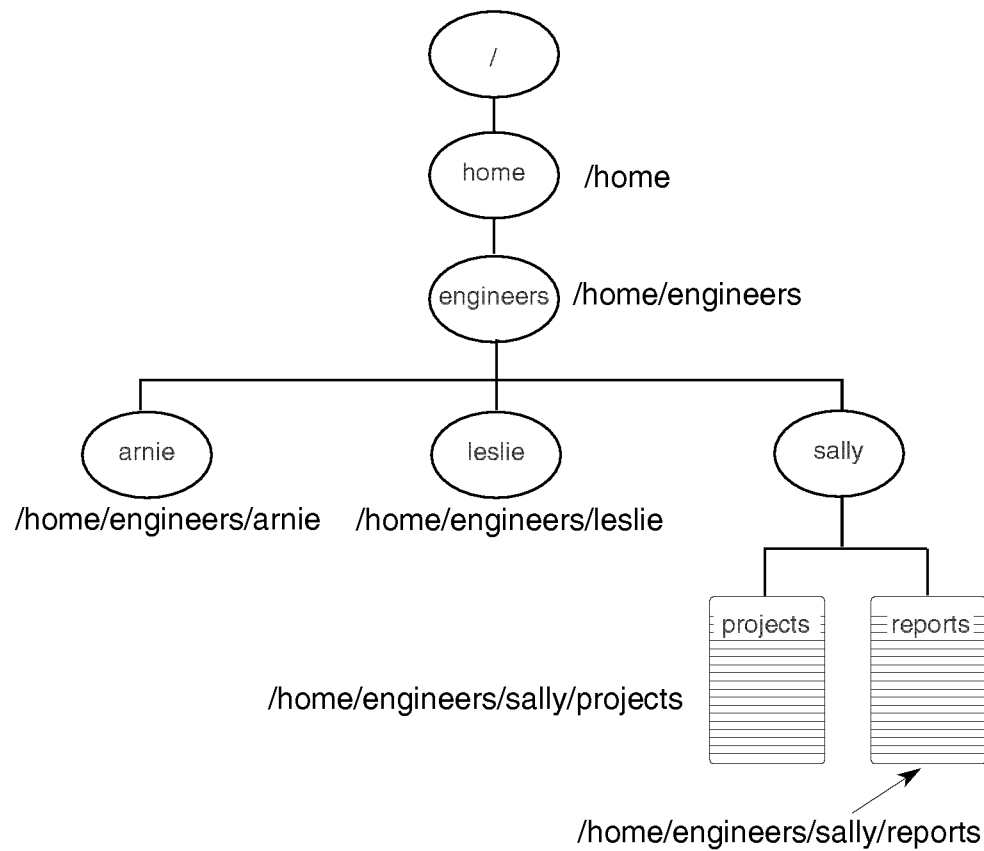 /
home
/home
engineers
/home/engineers
arnie
leslie
sally
/home/engineers/arnie
/home/engineers/leslie
projects
reports
/home/engineers/sally/projects
/home/engineers/sally/reports